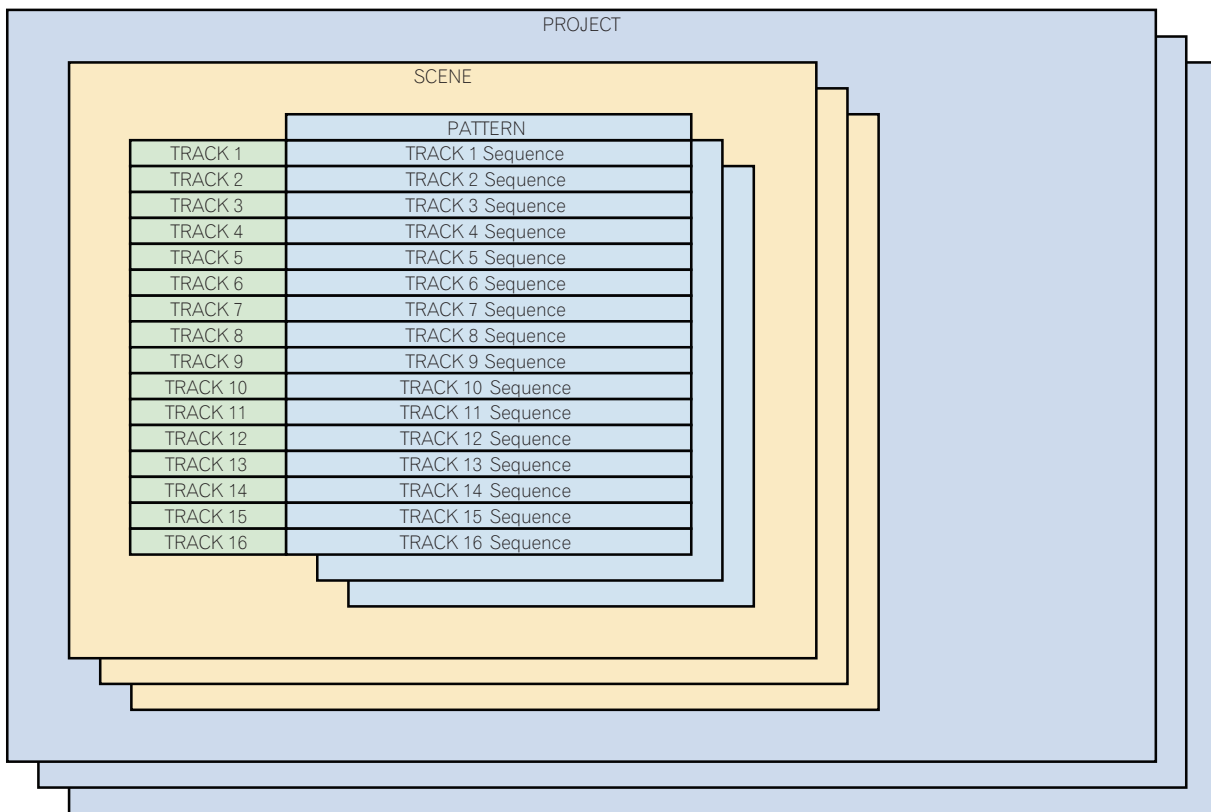 PROJECT
SCENE
PATTERN
TRACK 1 TRACK 1 Sequence
TRACK 2 TRACK 2 Sequence
TRACK 3 TRACK 3 Sequence
TRACK 4 TRACK 4 Sequence
TRACK 5 TRACK 5 Sequence
TRACK 6 TRACK 6 Sequence
TRACK 7 TRACK 7 Sequence
TRACK 8 TRACK 8 Sequence
TRACK 9 TRACK 9 Sequence
TRACK 10 TRACK 10 Sequence
TRACK 11 TRACK 11 Sequence
TRACK 12 TRACK 12 Sequence
TRACK 13 TRACK 13 Sequence
TRACK 14 TRACK 14 Sequence
TRACK 15 TRACK 15 Sequence
TRACK 16 TRACK 16 Sequence